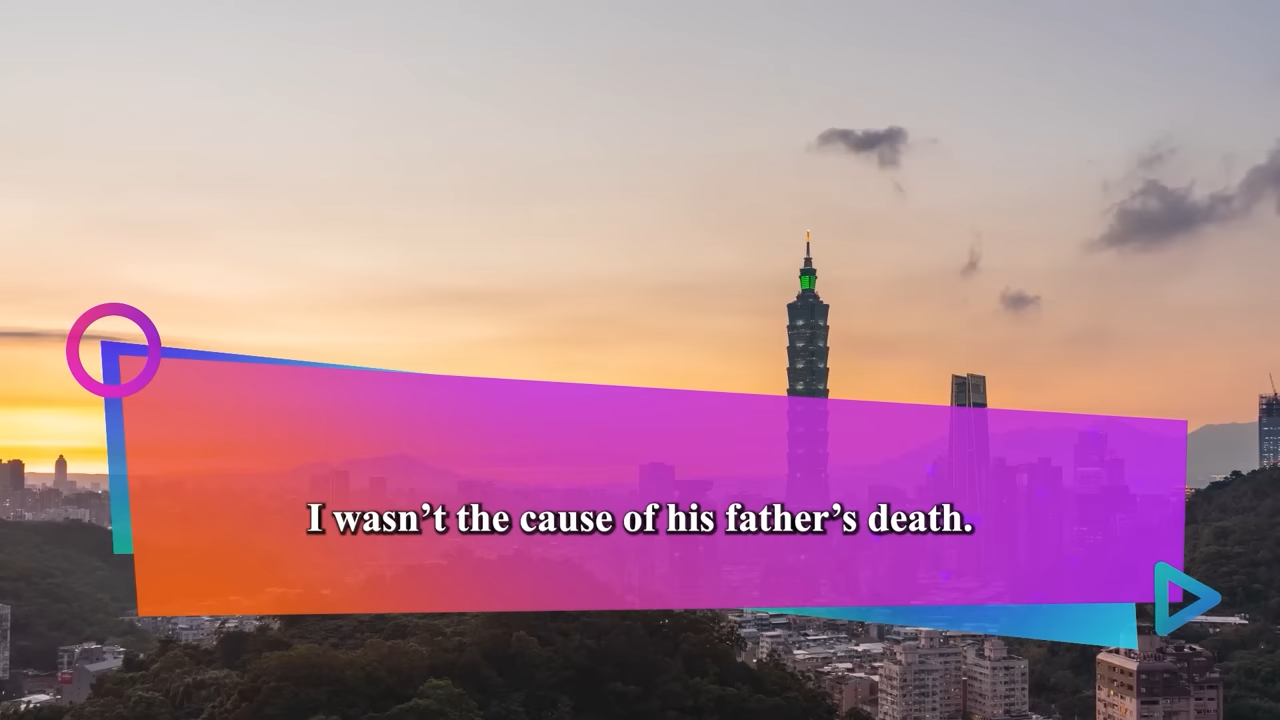 I wasn’t the cause of his father’s death.